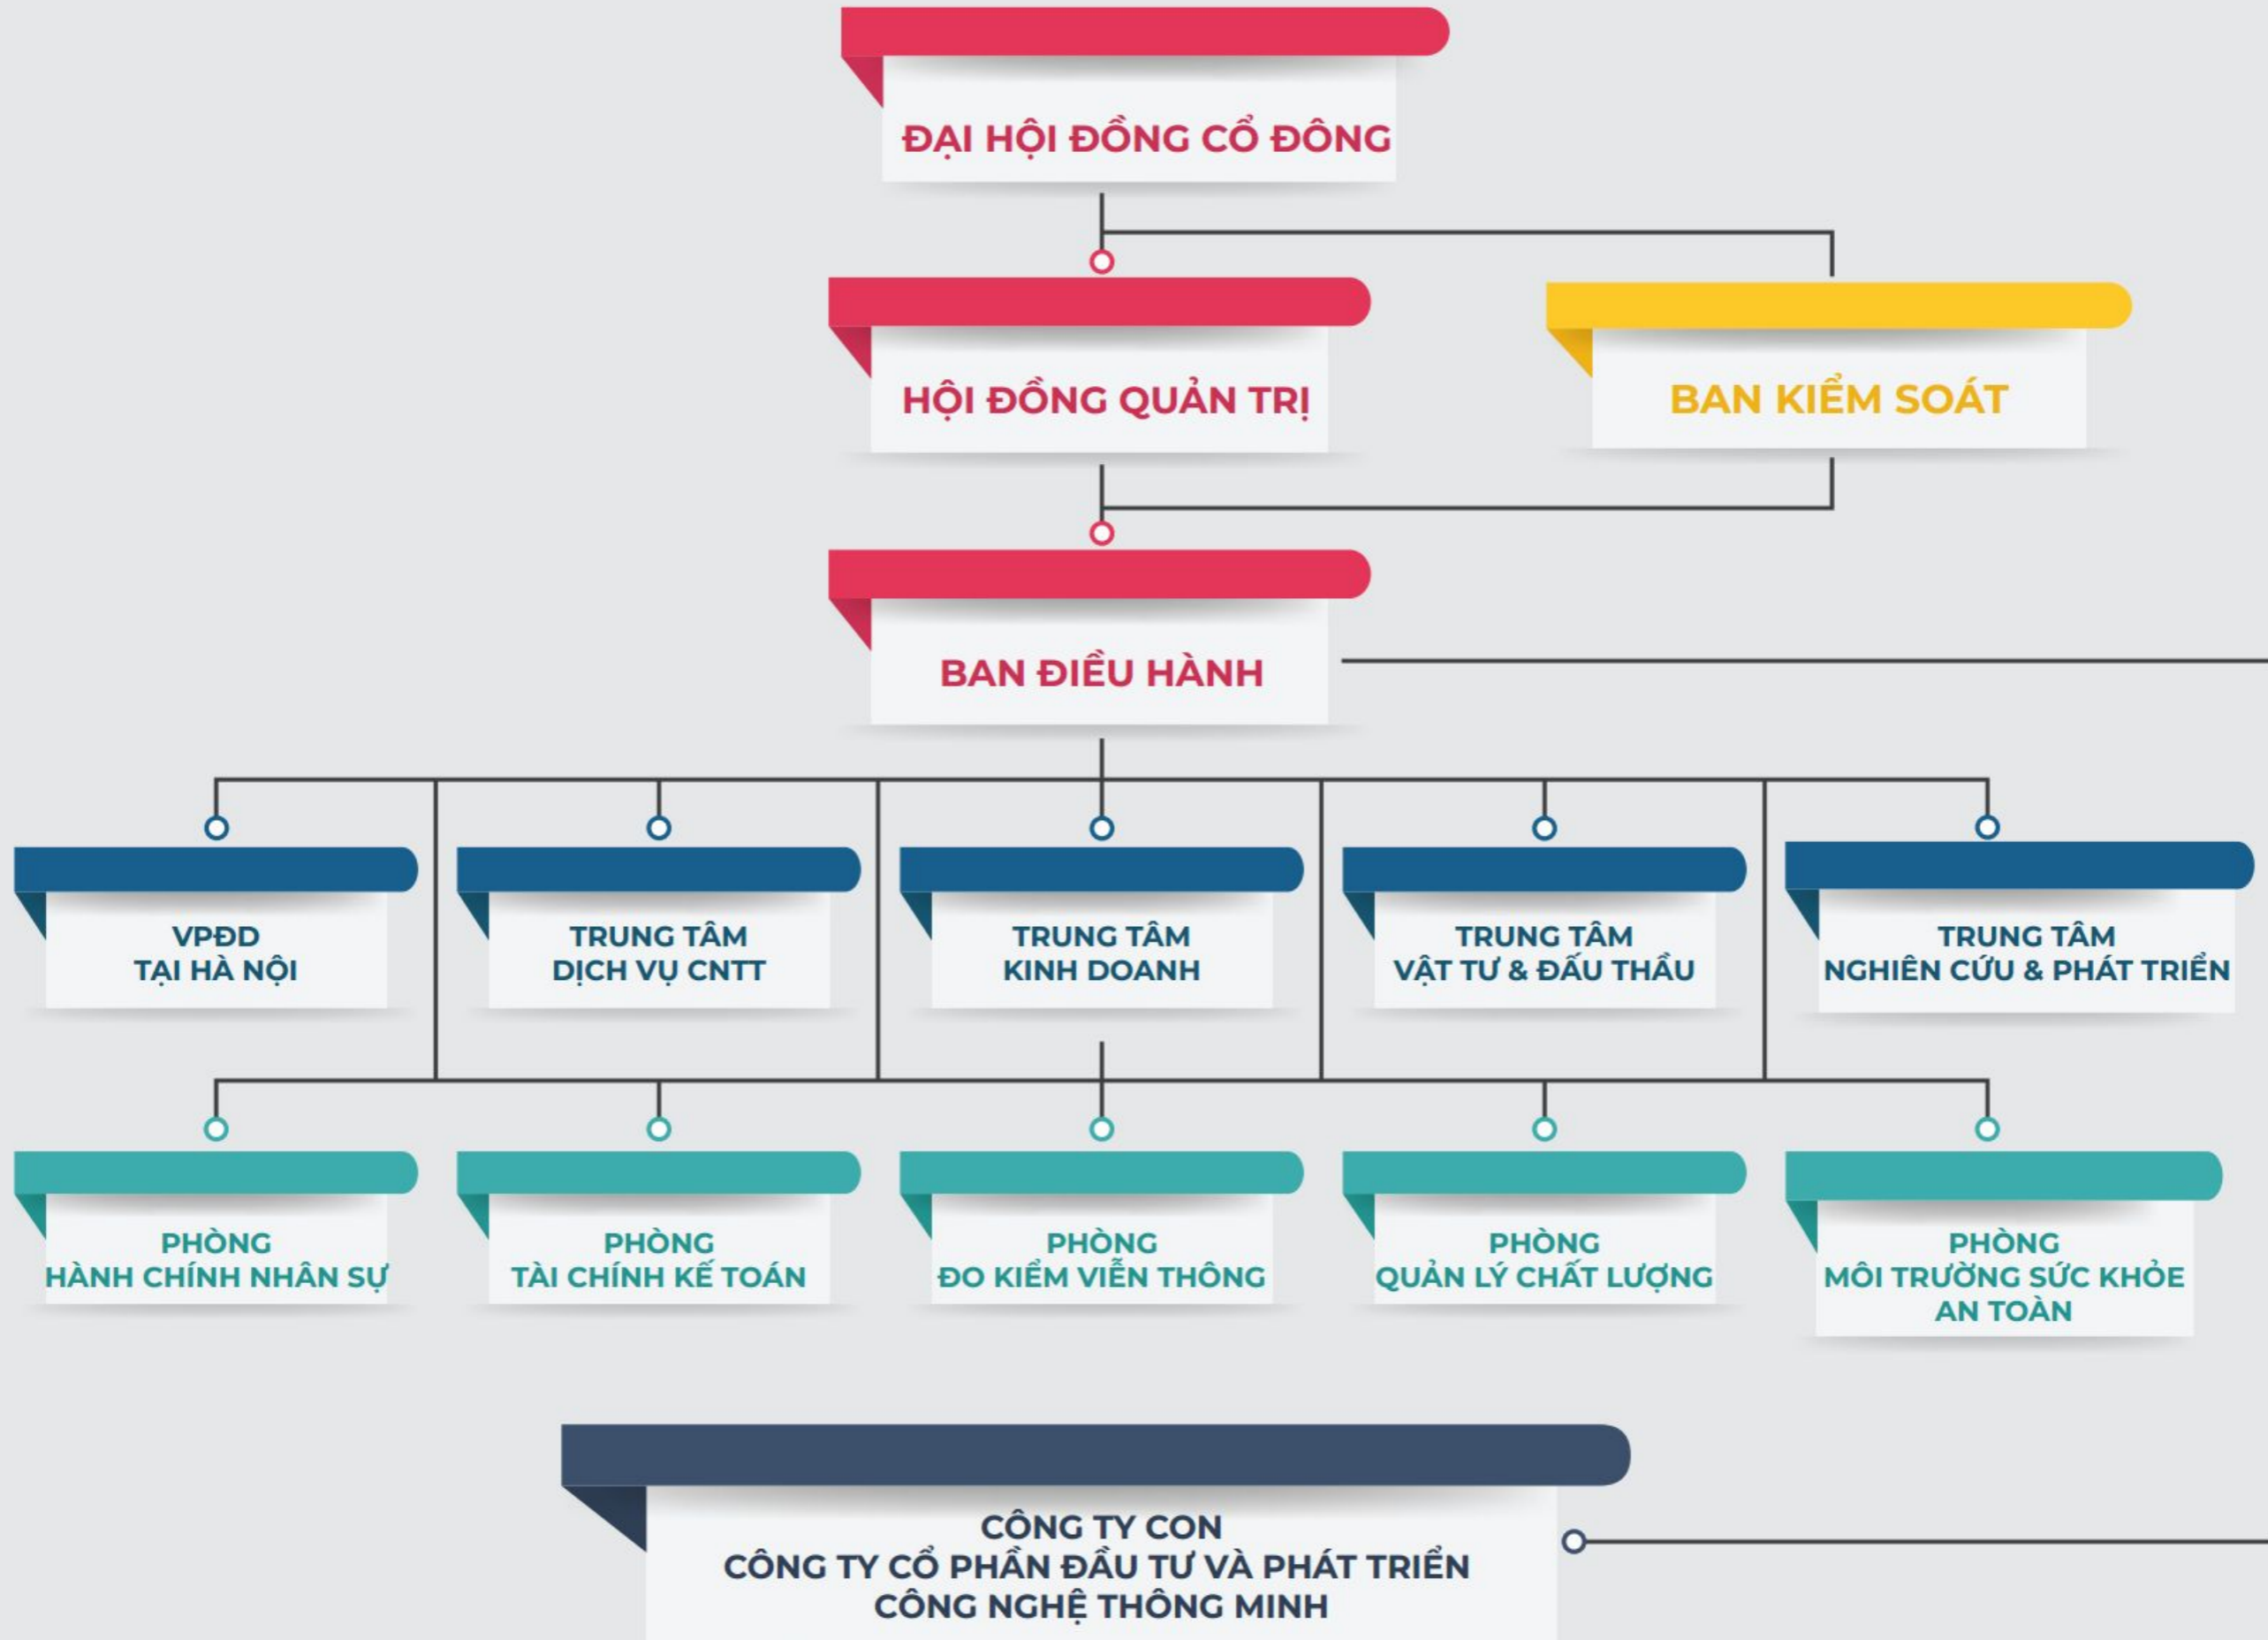 ĐẠI HỘI ĐỒNG CỔ ĐÔNG
HỘI ĐỒNG QUẢN TRỊ
BAN KIỂM SOÁT
BAN ĐIỀU HÀNH
VPĐD
TẠI HÀ NỘI
TRUNG TÂM
DỊCH VỤ CNTT
TRUNG TÂM
KINH DOANH
TRUNG TÂM
VẬT TƯ & ĐẤU THẦU
TRUNG TÂM
NGHIÊN CỨU & PHÁT TRIỂN
PHÒNG
HÀNH CHÍNH NHÂN SỰ
PHÒNG
TÀI CHÍNH KẾ TOÁN
PHÒNG
ĐO KIỂM VIỄN THÔNG
PHÒNG
QUẢN LÝ CHẤT LƯỢNG
PHÒNG
MÔI TRƯỜNG SỨC KHỎE
AN TOÀN
CÔNG TY CON
CÔNG TY CỔ PHẦN ĐẦU TƯ VÀ PHÁT TRIỂN
CÔNG NGHỆ THÔNG MINH